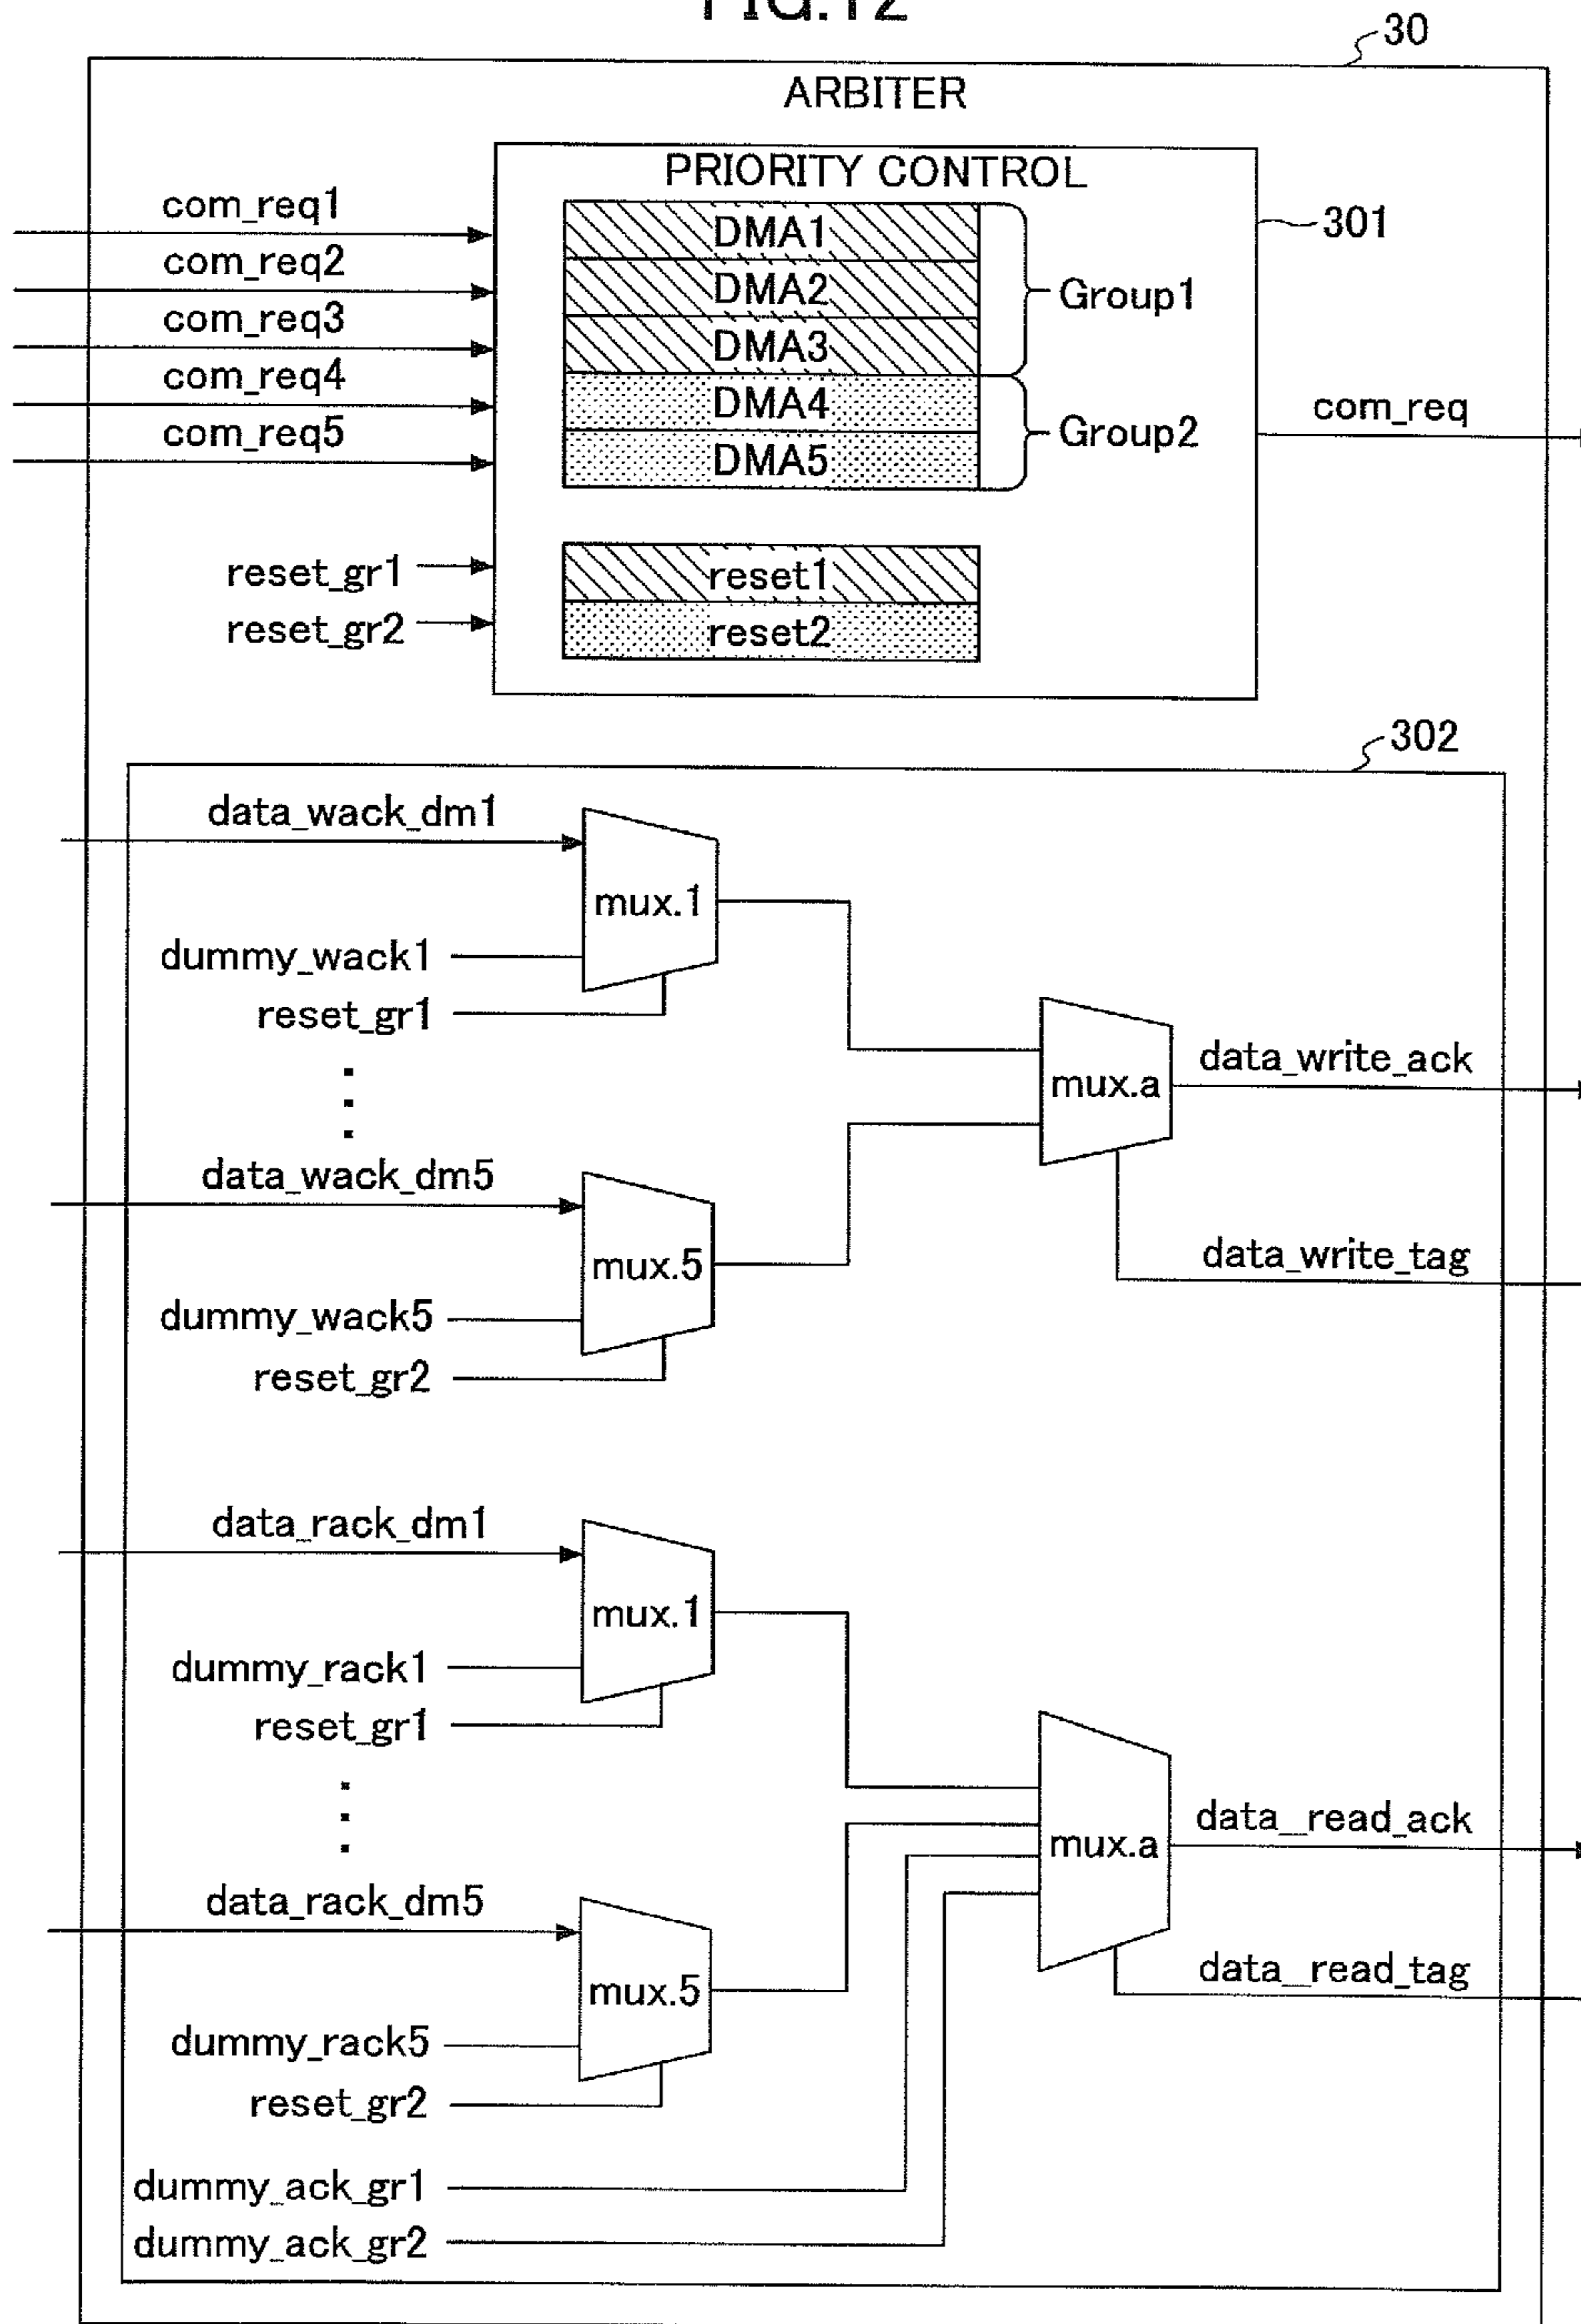 FIG.12
30
ARBITER
PRIORITY CONTROL
301
com_req1
com_req2
com_req3
com_req4
com_req5
DMA1
DMA2
DMA3
DMA4
DMA5
Group1
Group2
com_req
reset_gr1
reset_gr2
reset1
reset2
302
data_wack_dm1
mux.1
dummy_wack1
reset_gr1
data_wack_dm5
mux.5
dummy_wack5
reset_gr2
mux.a
data_write_ack
data_write_tag
data_rack_dm1
mux.1
dummy_rack1
reset_gr1
data_rack_dm5
mux.5
dummy_rack5
reset_gr2
mux.a
data_read_ack
data_read_tag
dummy_ack_gr1
dummy_ack_gr2